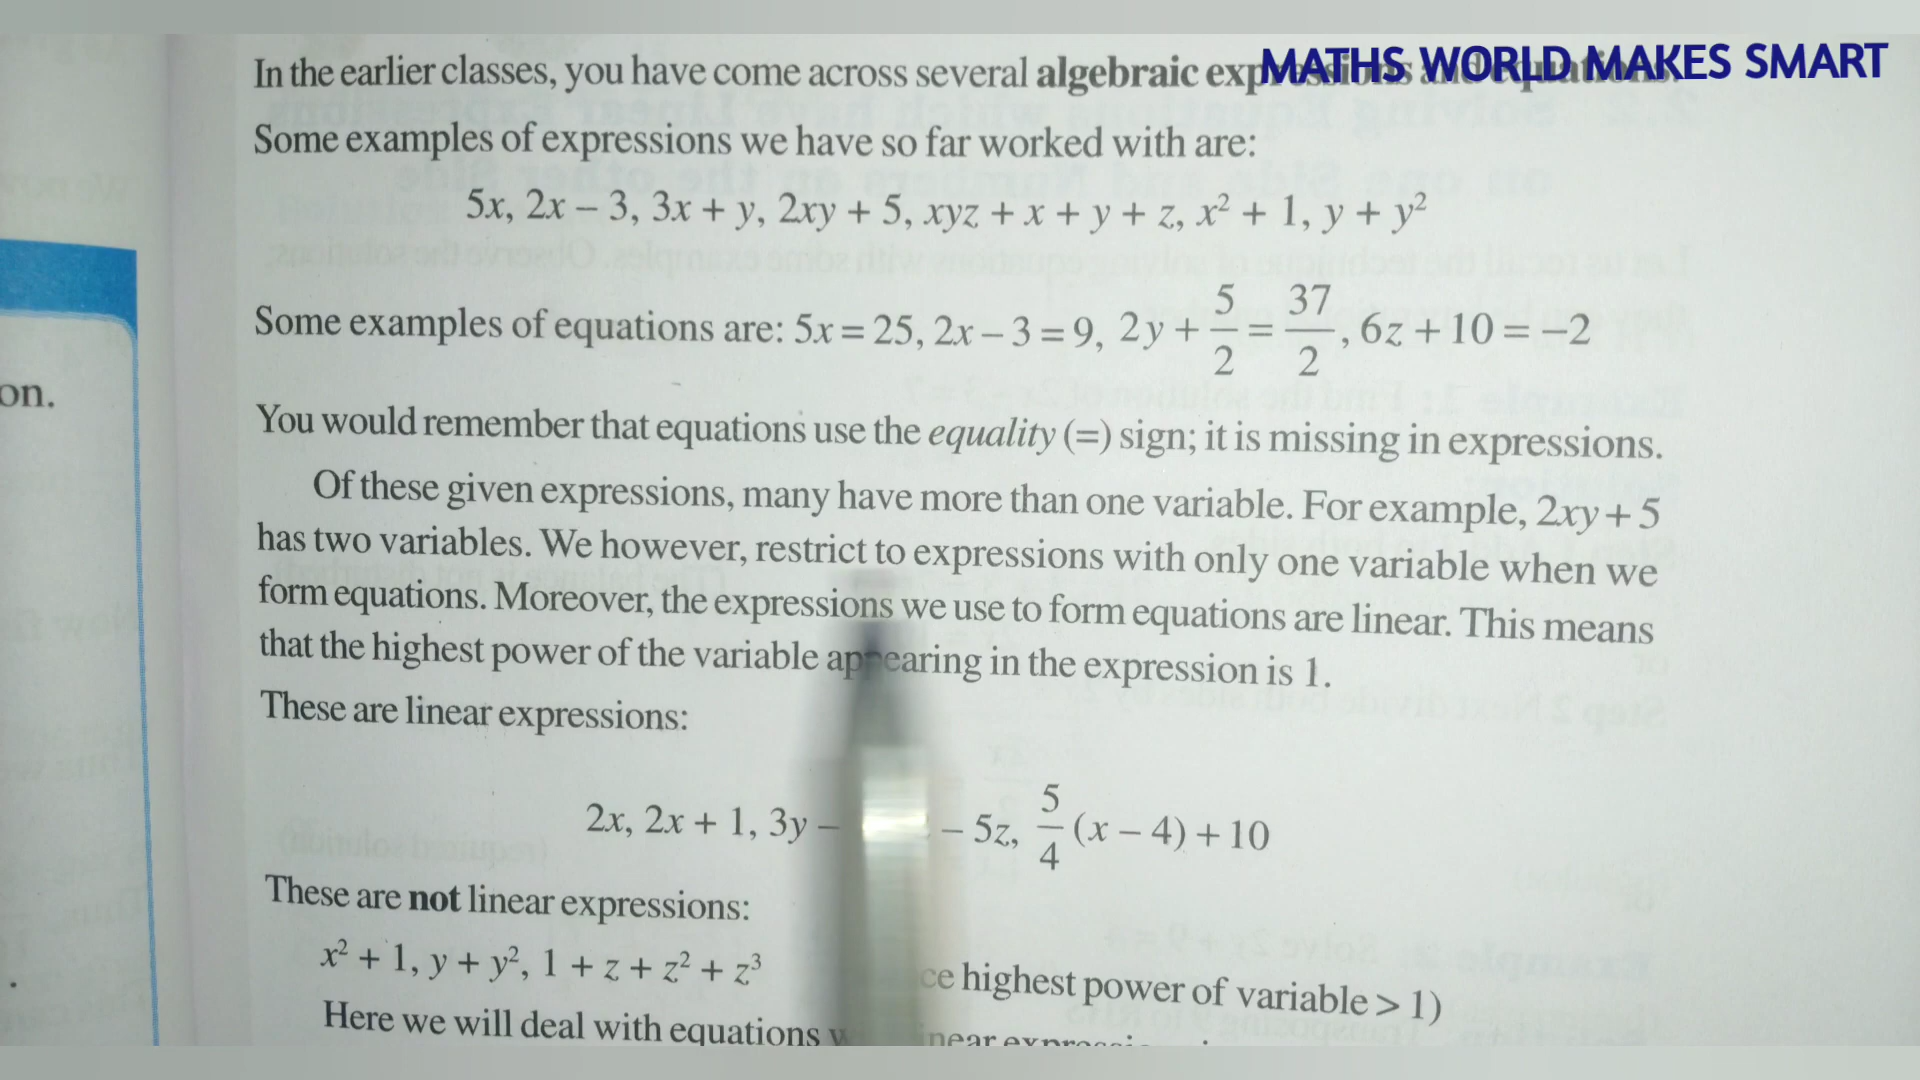 MATHS WORLD MAKES SMART
In the earlier classes, you have come across several algebraic expressions and equations.
Some examples of expressions we have so far worked with are:
5x, 2x – 3, 3x + y, 2xy + 5, xyz + x + y + z, x² + 1, y + y²
Some examples of equations are: 5x = 25, 2x – 3 = 9, 2y + 5/2 = 37/2, 6z + 10 = –2
on.
You would remember that equations use the equality (=) sign; it is missing in expressions.
Of these given expressions, many have more than one variable. For example, 2xy + 5
has two variables. We however, restrict to expressions with only one variable when we
form equations. Moreover, the expressions we use to form equations are linear. This means
that the highest power of the variable appearing in the expression is 1.
These are linear expressions:
2x, 2x + 1, 3y – – 5z, 5/4 (x – 4) + 10
These are not linear expressions:
x² + 1, y + y², 1 + z + z² + z³ highest power of variable > 1)
Here we will deal with equations